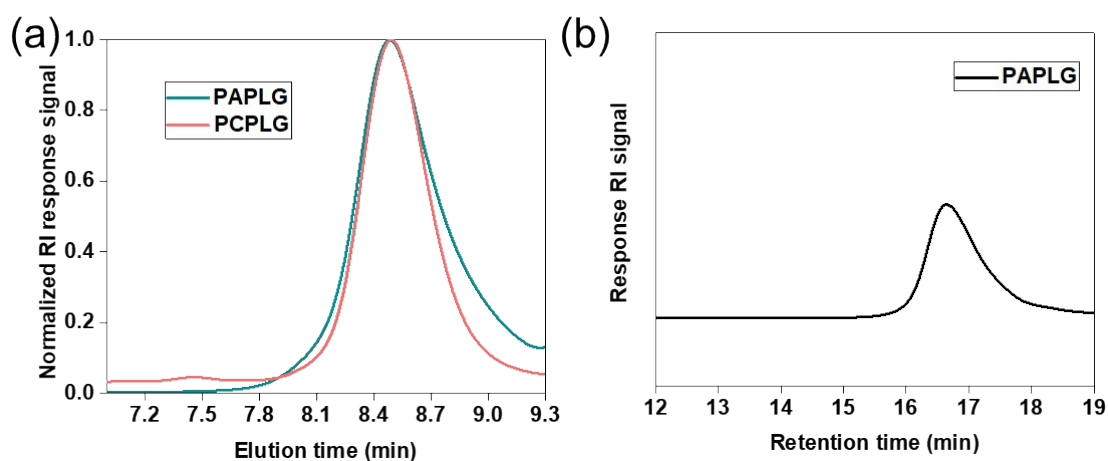 (a)
Normalized RI response signal
1.0
0.8
0.6
0.4
0.2
0.0
PAPLG
PCPLG
7.2 7.5 7.8 8.1 8.4 8.7 9.0 9.3
Elution time (min)
(b)
Response RI signal
PAPLG
12 13 14 15 16 17 18 19
Retention time (min)